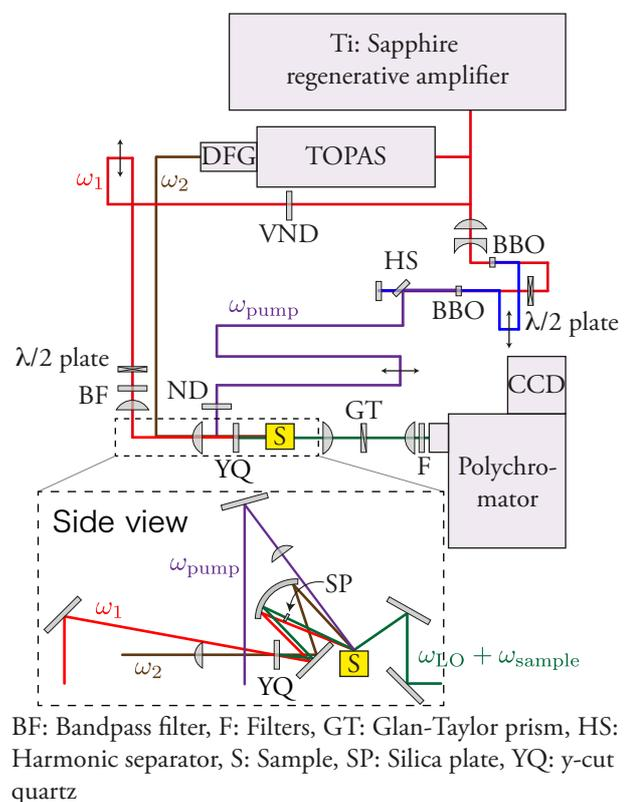 Ti: Sapphire
regenerative amplifier
DFG
TOPAS
ω1
ω2
VND
BBO
HS
BBO
ωpump
λ/2 plate
λ/2 plate
BF
ND
GT
CCD
S
YQ
F
Polychro-
mator
Side view
ωpump
SP
ω1
ω2
YQ
S
ωLO + ωsample
BF: Bandpass filter, F: Filters, GT: Glan-Taylor prism, HS:
Harmonic separator, S: Sample, SP: Silica plate, YQ: y-cut
quartz